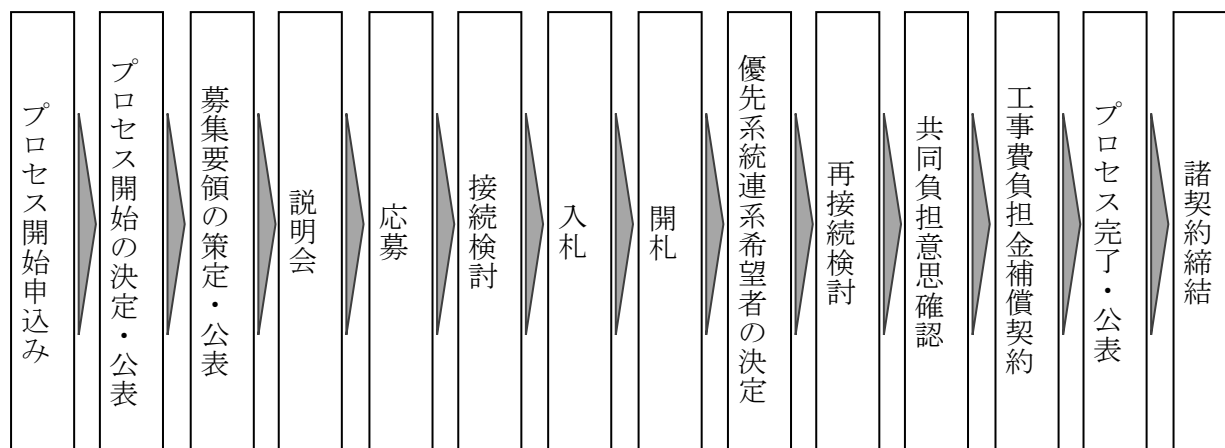 プロセス開始申込み
プロセス開始の決定・公表
募集要領の策定・公表
説明会
応募
接続検討
入札
開札
優先系統連系希望者の決定
再接続検討
共同負担意思確認
工事費負担金補償契約
プロセス完了・公表
諸契約締結